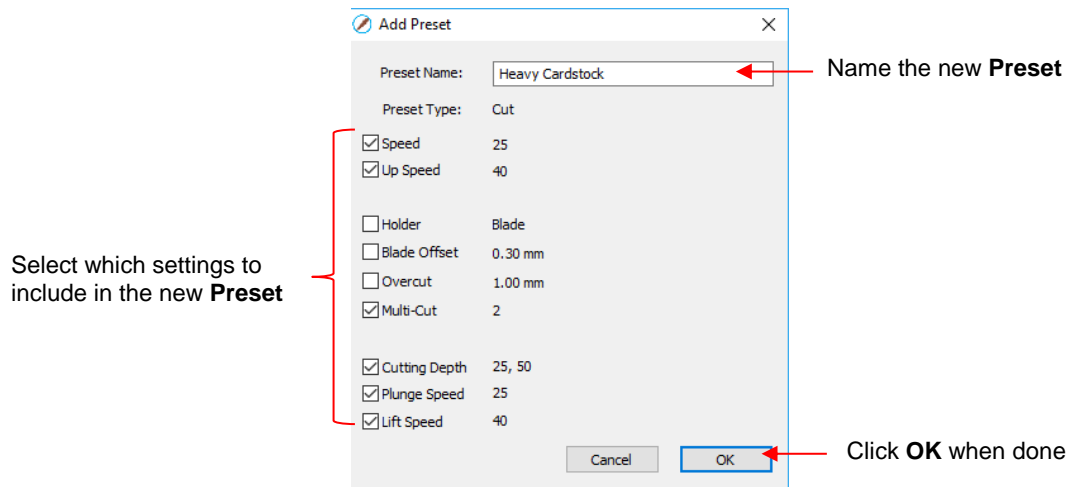 Add Preset
Preset Name: Heavy Cardstock
Name the new Preset
Preset Type: Cut
Speed 25
Up Speed 40
Holder Blade
Blade Offset 0.30 mm
Select which settings to
include in the new Preset
Overcut 1.00 mm
Multi-Cut 2
Cutting Depth 25, 50
Plunge Speed 25
Lift Speed 40
Cancel OK
Click OK when done